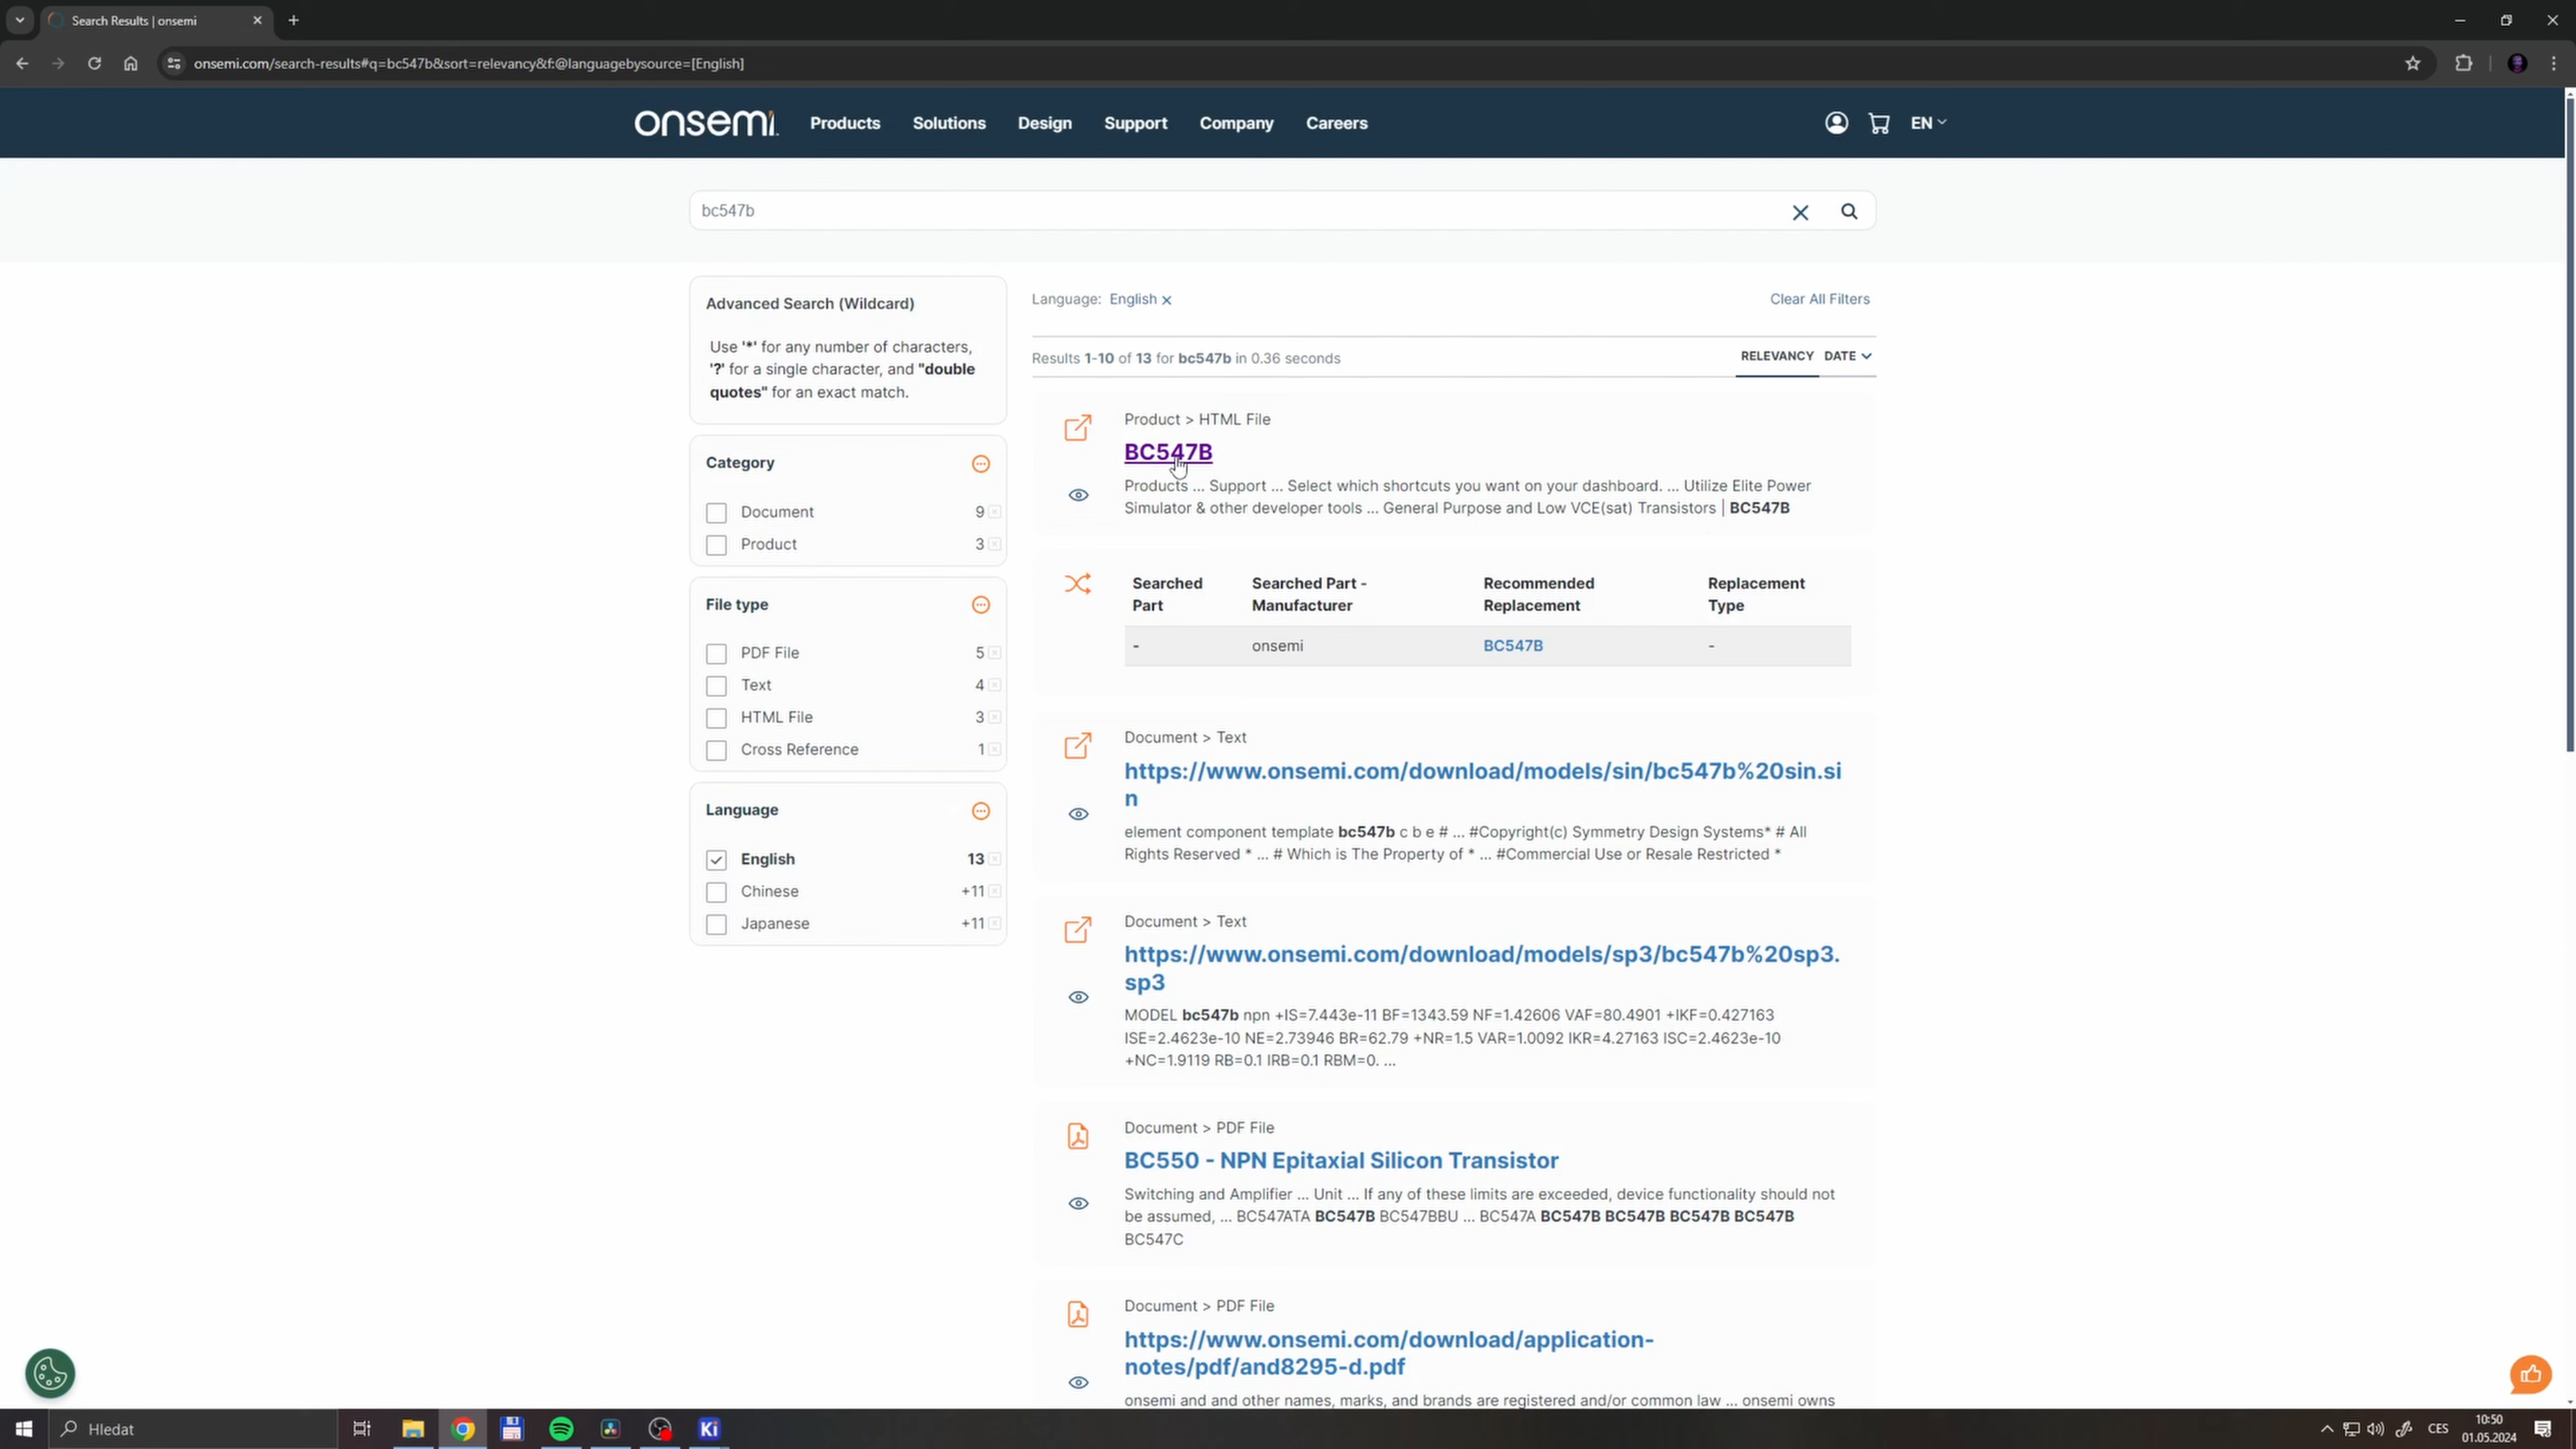 Search Results | onsemi
onsemi.com/search-results#q=bc547b&sort=relevancy&f:@languagebysource=[English]
onsemi
Products
Solutions
Design
Support
Company
Careers
EN
bc547b
Advanced Search (Wildcard)
Use '*' for any number of characters,
'?' for a single character, and "double
quotes" for an exact match.
Category
Document 9
Product 3
File type
PDF File 5
Text 4
HTML File 3
Cross Reference 1
Language
English 13
Chinese +11
Japanese +11
Language: English
Clear All Filters
Results 1-10 of 13 for bc547b in 0.36 seconds
RELEVANCY DATE
Product > HTML File
BC547B
Products ... Support ... Select which shortcuts you want on your dashboard. ... Utilize Elite Power
Simulator & other developer tools ... General Purpose and Low VCE(sat) Transistors | BC547B
Searched Part
Searched Part - Manufacturer
Recommended Replacement
Replacement Type
- onsemi BC547B -
Document > Text
https://www.onsemi.com/download/models/sin/bc547b%20sin.si
n
element component template bc547b c b e # ... #Copyright(c) Symmetry Design Systems* # All
Rights Reserved * ... # Which is The Property of * ... #Commercial Use or Resale Restricted *
Document > Text
https://www.onsemi.com/download/models/sp3/bc547b%20sp3.
sp3
MODEL bc547b npn +IS=7.443e-11 BF=1343.59 NF=1.42606 VAF=80.4901 +IKF=0.427163
ISE=2.4623e-10 NE=2.73946 BR=62.79 +NR=1.5 VAR=1.0092 IKR=4.27163 ISC=2.4623e-10
+NC=1.9119 RB=0.1 IRB=0.1 RBM=0. ...
Document > PDF File
BC550 - NPN Epitaxial Silicon Transistor
Switching and Amplifier ... Unit ... If any of these limits are exceeded, device functionality should not
be assumed, ... BC547ATA BC547B BC547BBU ... BC547A BC547B BC547B BC547B BC547B
BC547C
Document > PDF File
https://www.onsemi.com/download/application-
notes/pdf/and8295-d.pdf
onsemi and and other names, marks, and brands are registered and/or common law ... onsemi owns
Hledat
Ki
CES
10:50
01.05.2024